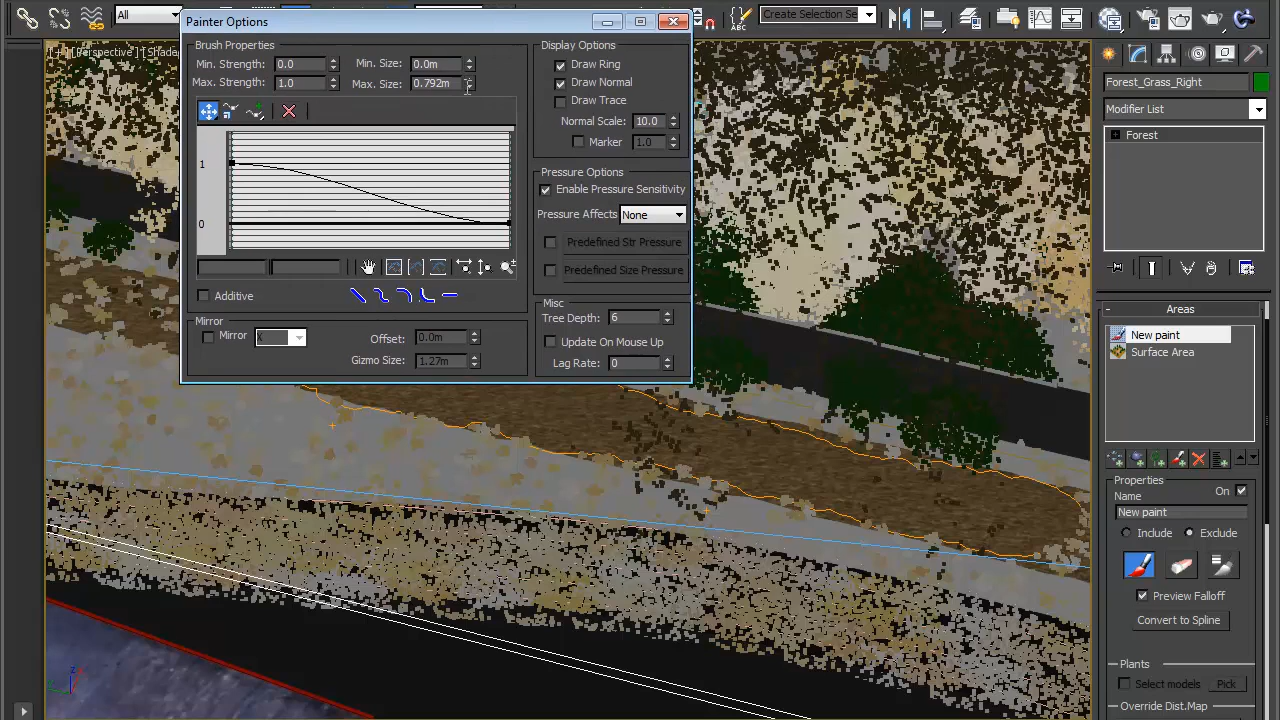 All
Create Selection Se
ABC
Painter Options
[Perspective] [Shaded
Brush Properties
Min. Strength: 0.0
Min. Size: 0.0m
Max. Strength: 1.0
Max. Size: 0.792m
1
0
Additive
Mirror
Mirror X
Offset: 0.0m
Gizmo Size: 1.27m
Display Options
Draw Ring
Draw Normal
Draw Trace
Normal Scale: 10.0
Marker 1.0
Pressure Options
Enable Pressure Sensitivity
Pressure Affects None
Predefined Str Pressure
Predefined Size Pressure
Misc
Tree Depth: 6
Update On Mouse Up
Lag Rate: 0
Forest_Grass_Right
Modifier List
Forest
Areas
New paint
Surface Area
Properties
Name
On
New paint
Include
Exclude
Preview Falloff
Convert to Spline
Plants
Select models
Pick
Override Dist.Map
z